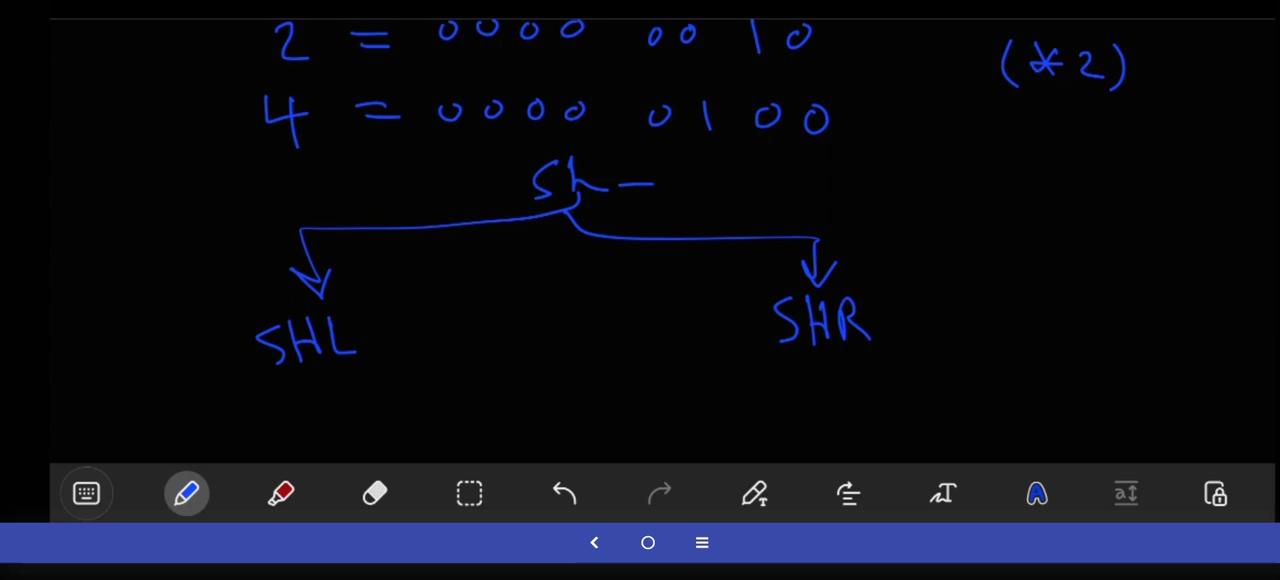 2 = 0000 0010 (*2)
4 = 0000 0100
Sh-
SHL SHR